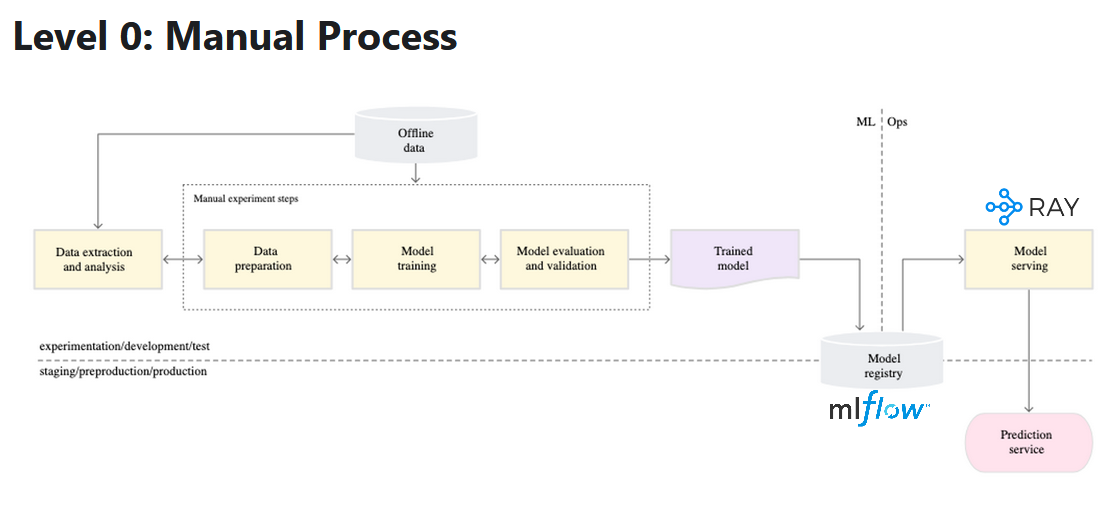 Level 0: Manual Process
Offline
data
ML
Ops
Manual experiment steps
RAY
Data extraction
and analysis
Data
preparation
Model
training
Model evaluation
and validation
Trained
model
Model
serving
experimentation/development/test
staging/preproduction/production
Model
registry
mlflow™
Prediction
service